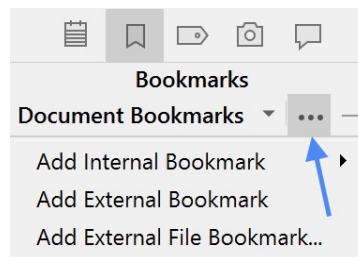 Bookmarks
Document Bookmarks
Add Internal Bookmark
Add External Bookmark
Add External File Bookmark...